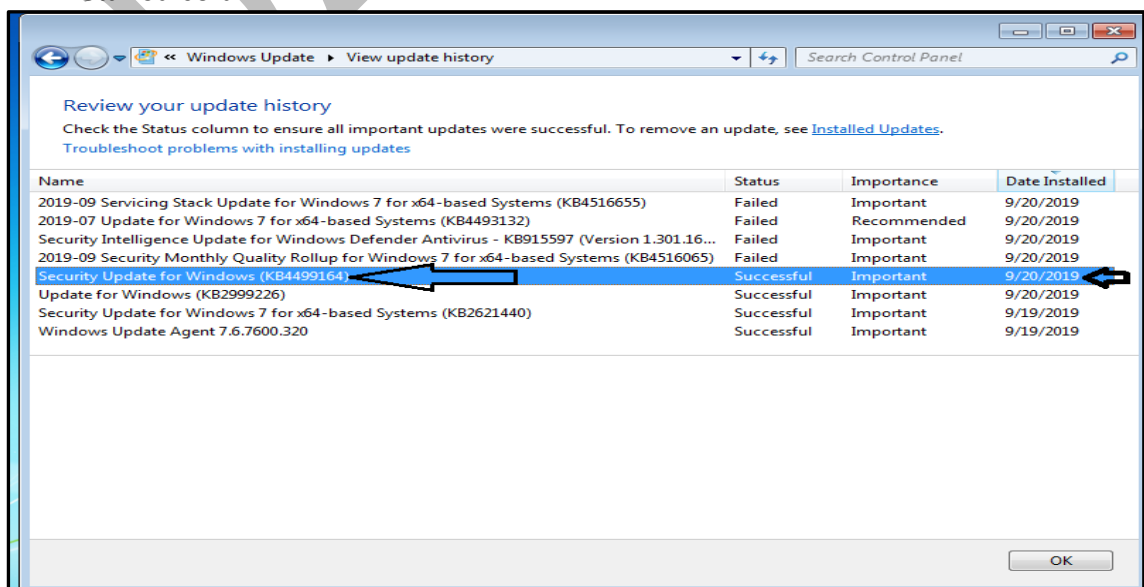 « Windows Update ▸ View update history
Search Control Panel
Review your update history
Check the Status column to ensure all important updates were successful. To remove an update, see Installed Updates.
Troubleshoot problems with installing updates
Name Status Importance Date Installed
2019-09 Servicing Stack Update for Windows 7 for x64-based Systems (KB4516655) Failed Important 9/20/2019
2019-07 Update for Windows 7 for x64-based Systems (KB4493132) Failed Recommended 9/20/2019
Security Intelligence Update for Windows Defender Antivirus - KB915597 (Version 1.301.16... Failed Important 9/20/2019
2019-09 Security Monthly Quality Rollup for Windows 7 for x64-based Systems (KB4516065) Failed Important 9/20/2019
Security Update for Windows (KB4499164) Successful Important 9/20/2019
Update for Windows (KB2999226) Successful Important 9/20/2019
Security Update for Windows 7 for x64-based Systems (KB2621440) Successful Important 9/19/2019
Windows Update Agent 7.6.7600.320 Successful Important 9/19/2019
OK